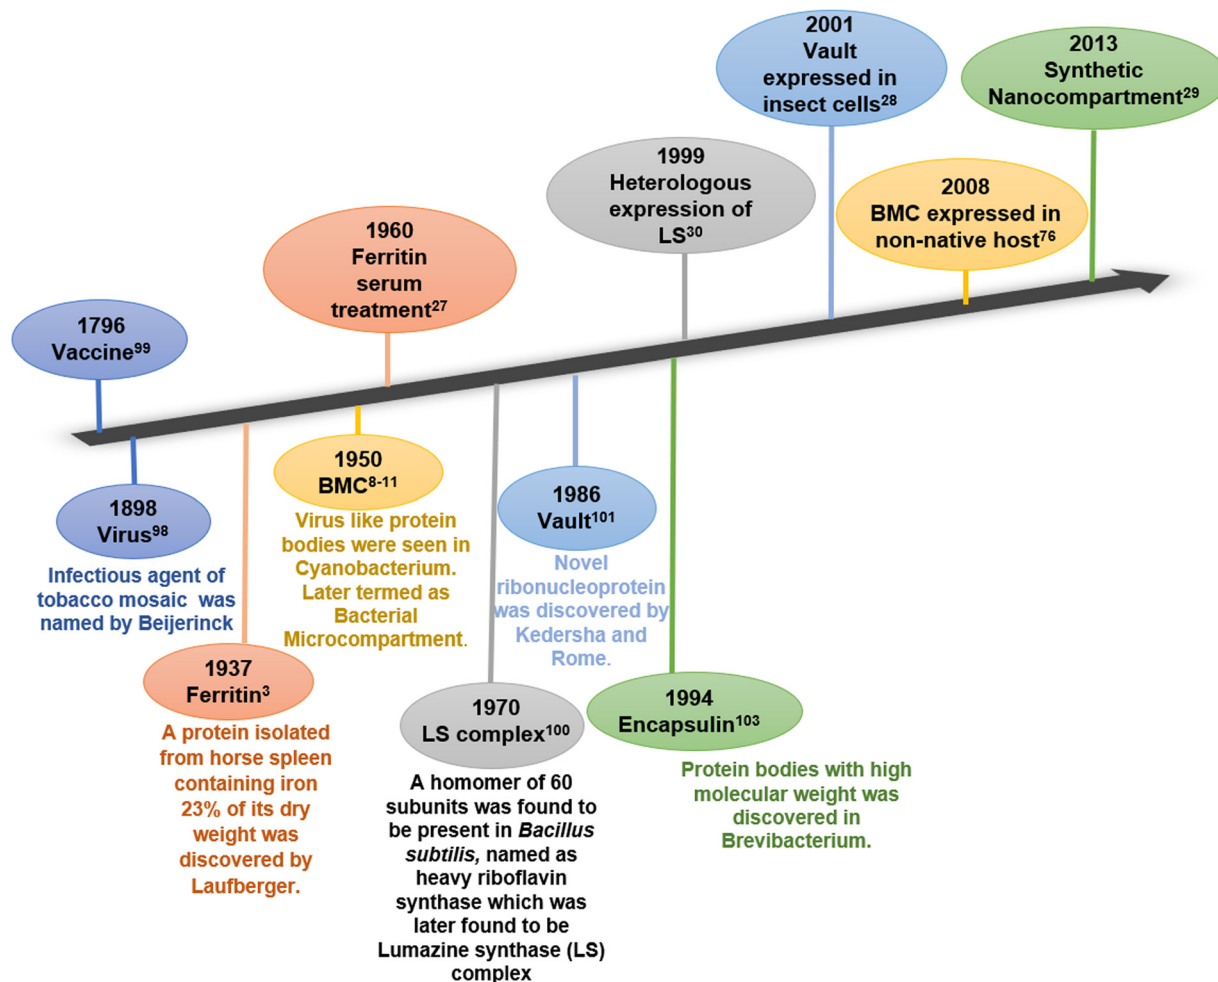 2001
Vault
expressed in
insect cells28
2013
Synthetic
Nanocompartment29
1999
Heterologous
expression of
LS30
2008
BMC expressed in
non-native host76
1960
Ferritin
serum
treatment27
1796
Vaccine99
1950
BMC8-11
Virus like protein
bodies were seen in
Cyanobacterium.
Later termed as
Bacterial
Microcompartment.
1898
Virus98
Infectious agent of
tobacco mosaic was
named by Beijerinck
1986
Vault101
Novel
ribonucleoprotein
was discovered by
Kedersha and
Rome.
1937
Ferritin3
A protein isolated
from horse spleen
containing iron
23% of its dry
weight was
discovered by
Laufberger.
1970
LS complex100
A homomer of 60
subunits was found to
be present in Bacillus
subtilis, named as
heavy riboflavin
synthase which was
later found to be
Lumazine synthase (LS)
complex
1994
Encapsulin103
Protein bodies with high
molecular weight was
discovered in
Brevibacterium.